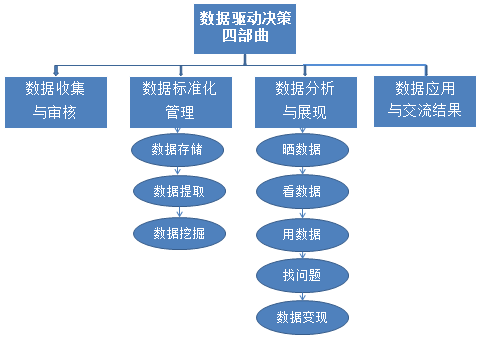 数据驱动决策
四部曲
数据收集
与审核
数据标准化
管理
数据分析
与展现
数据应用
与交流结果
数据存储
数据提取
数据挖掘
晒数据
看数据
用数据
找问题
数据变现